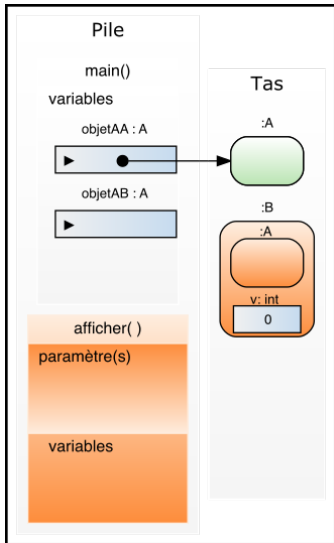 Pile
main()
variables
objetAA : A
objetAB : A
afficher( )
paramètre(s)
variables
Tas
:A
:B
:A
v: int
0